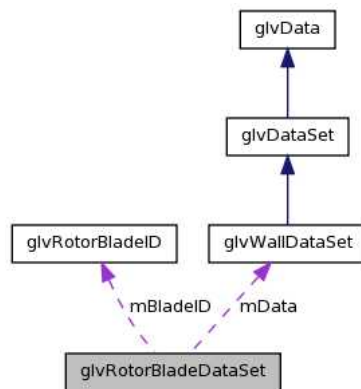 glvData
glvDataSet
glvRotorBladeID
glvWallDataSet
mBladeID
mData
glvRotorBladeDataSet